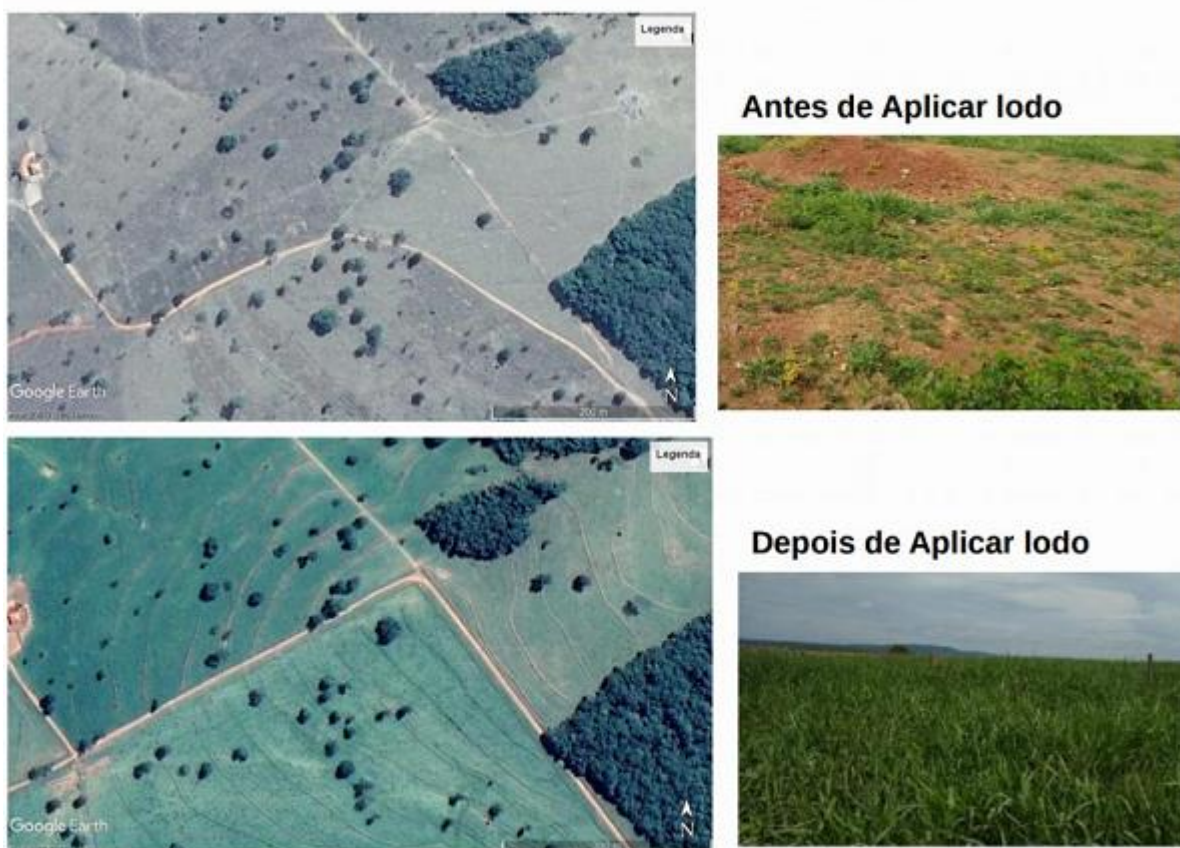 Legenda
Antes de Aplicar lodo
Google Earth
N
200 m
Legenda
Depois de Aplicar lodo
Google Earth
N